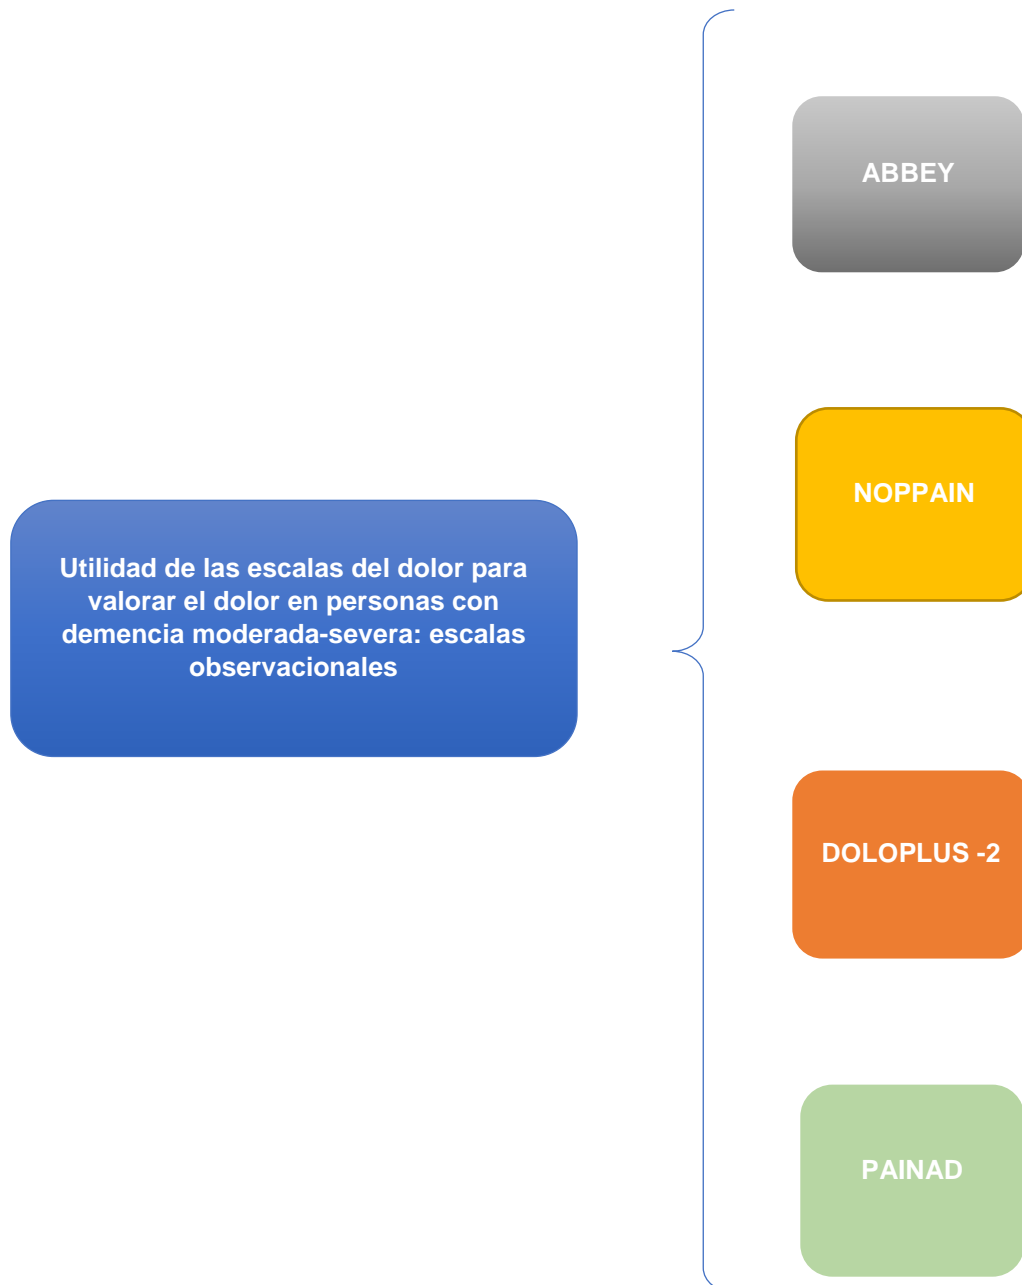 Utilidad de las escalas del dolor para
valorar el dolor en personas con
demencia moderada-severa: escalas
observacionales
ABBEY
NOPPAIN
DOLOPLUS -2
PAINAD